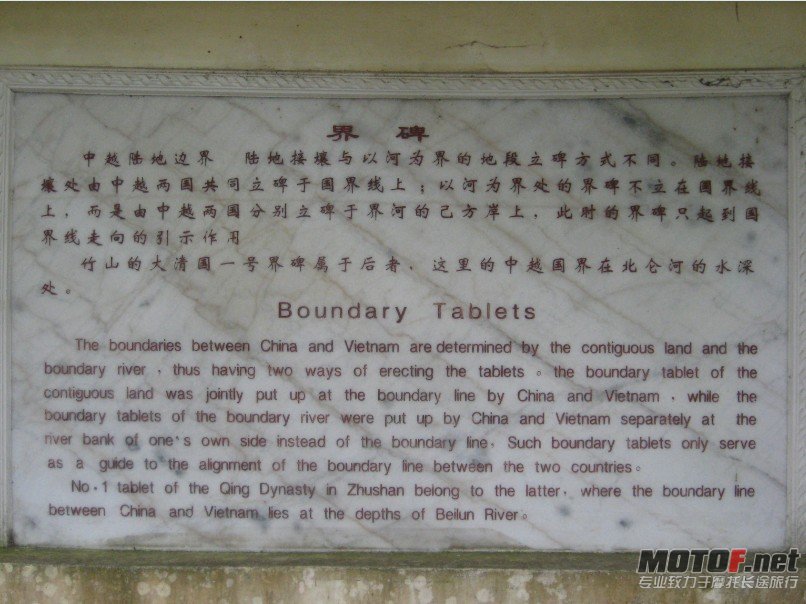 界 碑
中越陆地边界 陆地接壤与以河为界的地段立碑方式不同。陆地接
壤处由中越两国共同立碑于国界线上；以河为界处的界碑不立在国界线
上，而是由中越两国分别立碑于界河的己方岸上，此时的界碑只起到国
界线走向的引示作用
竹山的大清国一号界碑属于后者，这里的中越国界在北仑河的水深
处。
Boundary Tablets
The boundaries between China and Vietnam are determined by the contiguous land and the
boundary river , thus having two ways of erecting the tablets 。 the boundary tablet of the
contiguous land was jointly put up at the boundary line by China and Vietnam , while the
boundary tablets of the boundary river were put up by China and Vietnam separately at the
river bank of one's own side instead of the boundary line, Such boundary tablets only serve
as a guide to the alignment of the boundary line between the two countries。
No·1 tablet of the Qing Dynasty in Zhushan belong to the latter, where the boundary line
between China and Vietnam lies at the depths of Beilun River。
MOTOF.net
专业致力于摩托长途旅行